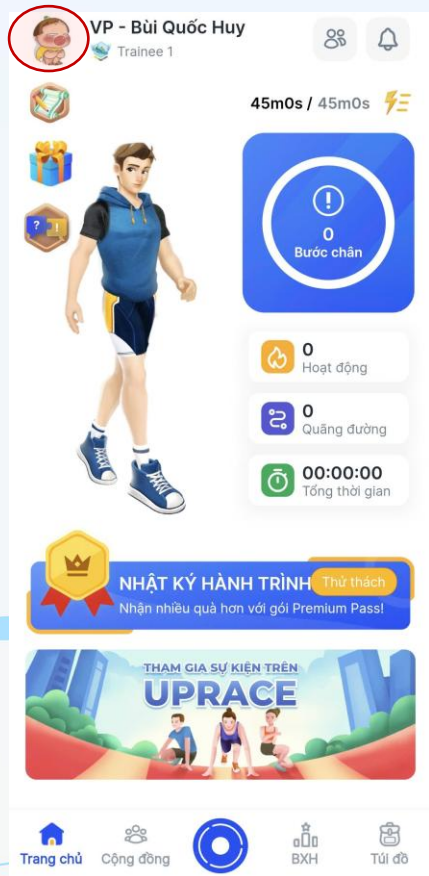 VP - Bùi Quốc Huy
Trainee 1
45m0s / 45m0s
?
!
0
Bước chân
0
Hoạt động
0
Quãng đường
00:00:00
Tổng thời gian
NHẬT KÝ HÀNH TRÌNH
Thử thách
Nhận nhiều quà hơn với gói Premium Pass!
THAM GIA SỰ KIỆN TRÊN
UPRACE
Trang chủ
Cộng đồng
BXH
Túi đồ